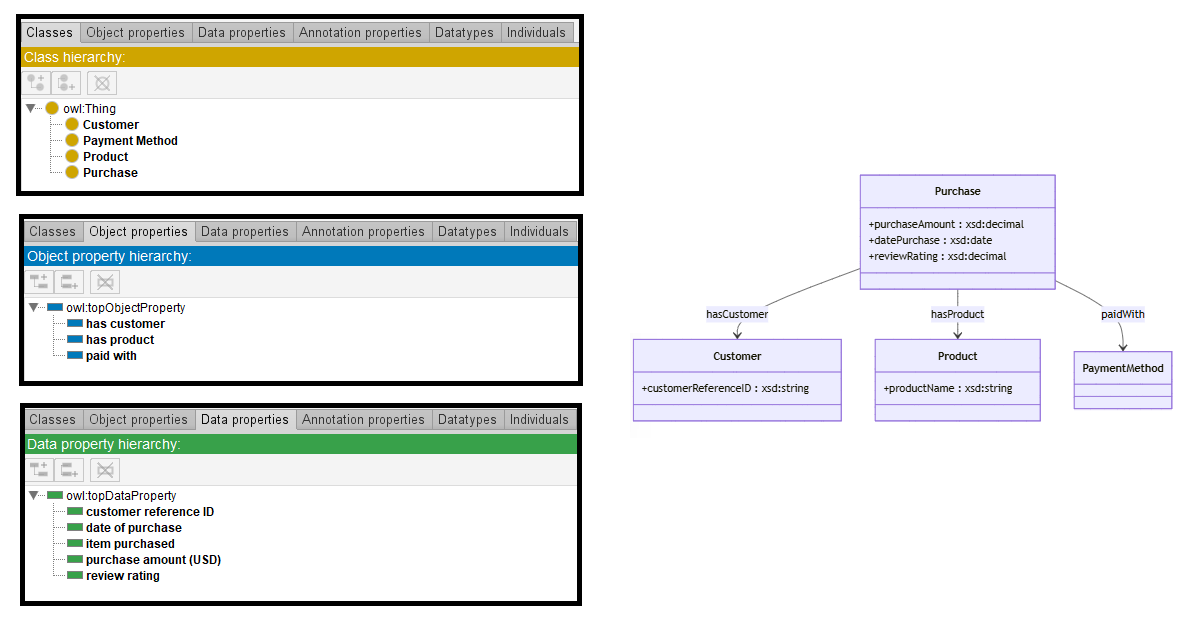 Classes Object properties Data properties Annotation properties Datatypes Individuals
Class hierarchy:
owl:Thing
Customer
Payment Method
Product
Purchase
Classes Object properties Data properties Annotation properties Datatypes Individuals
Object property hierarchy:
owl:topObjectProperty
has customer
has product
paid with
Classes Object properties Data properties Annotation properties Datatypes Individuals
Data property hierarchy:
owl:topDataProperty
customer reference ID
date of purchase
item purchased
purchase amount (USD)
review rating
Purchase
+purchaseAmount : xsd:decimal
+datePurchase : xsd:date
+reviewRating : xsd:decimal
hasCustomer
hasProduct
paidWith
Customer
+customerReferenceID : xsd:string
Product
+productName : xsd:string
PaymentMethod